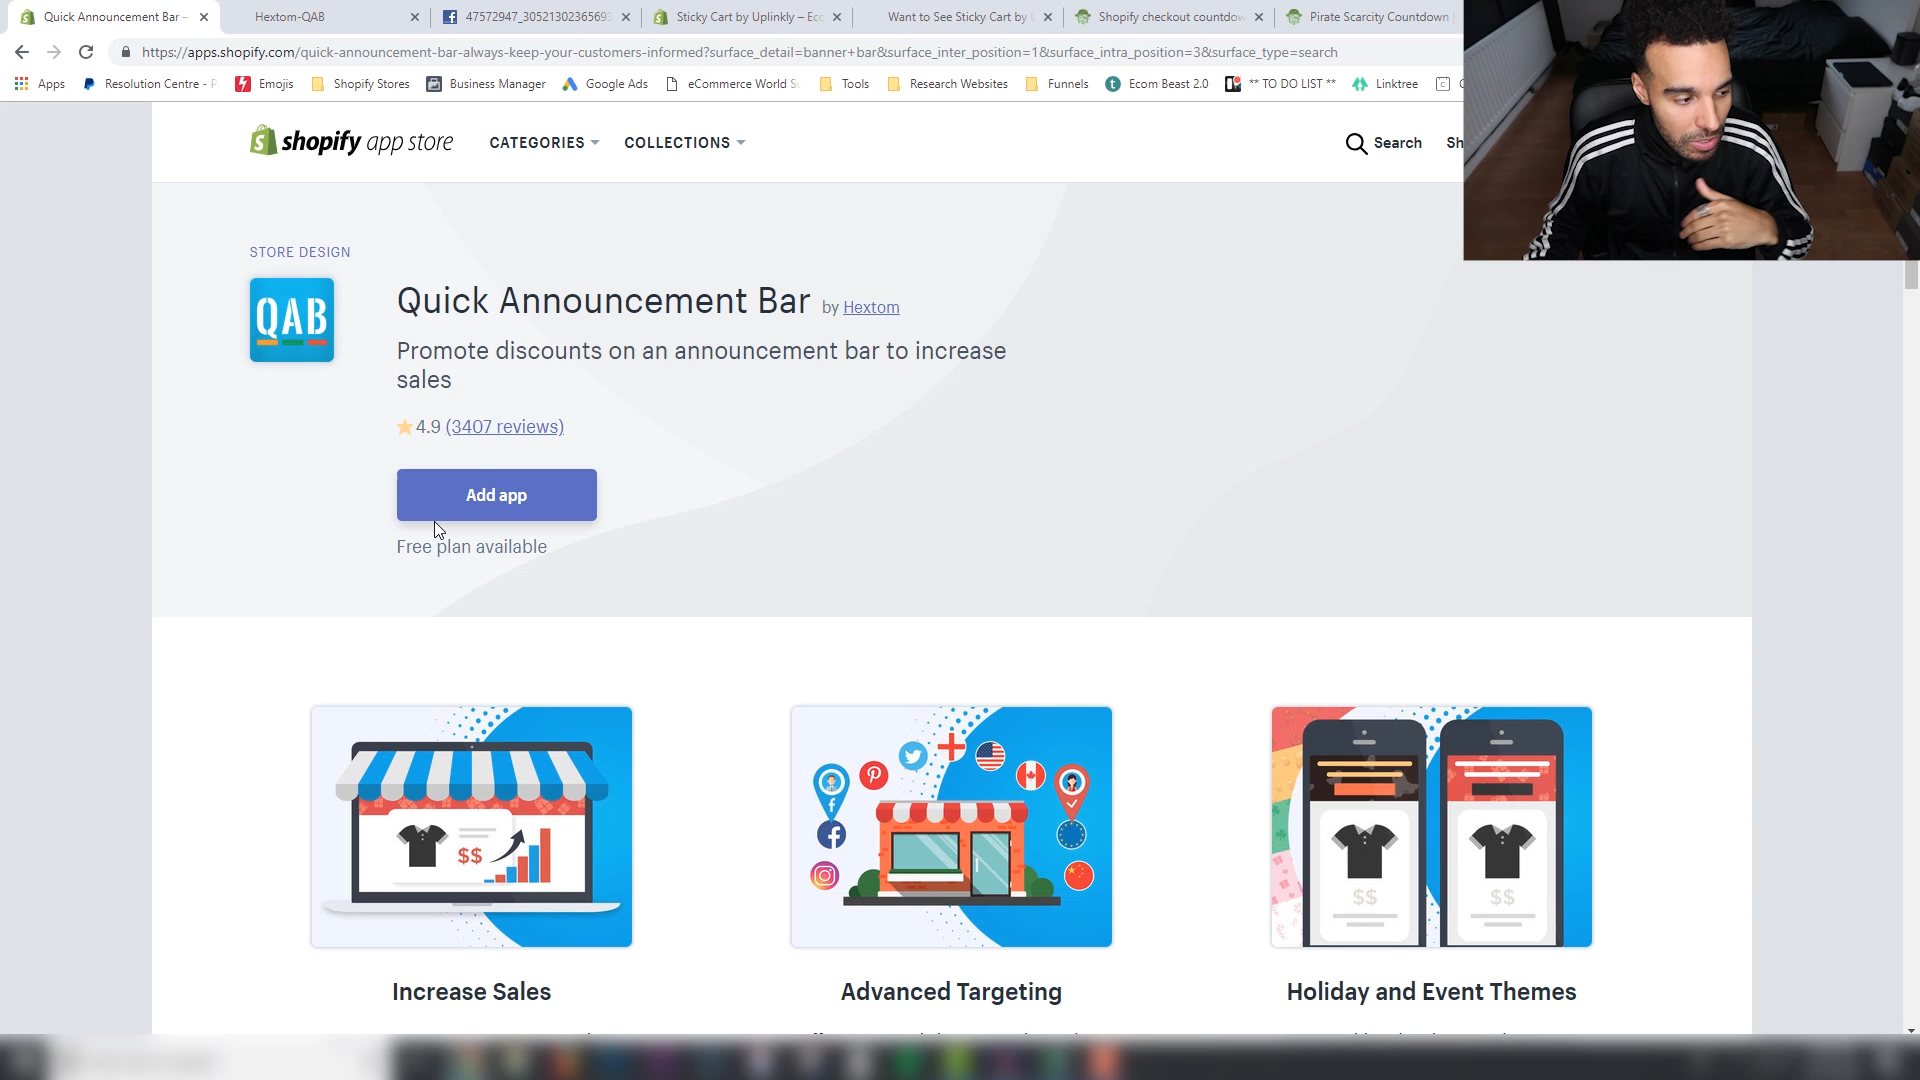 Quick Announcement Bar –
Hextom-QAB
47572947_3052130236569
Sticky Cart by Uplinkly – Ec
Want to See Sticky Cart by
Shopify checkout countdow
Pirate Scarcity Countdown
https://apps.shopify.com/quick-announcement-bar-always-keep-your-customers-informed?surface_detail=banner+bar&surface_inter_position=1&surface_intra_position=3&surface_type=search
Apps
Resolution Centre - P
Emojis
Shopify Stores
Business Manager
Google Ads
eCommerce World S
Tools
Research Websites
Funnels
Ecom Beast 2.0
** TO DO LIST **
Linktree
shopify app store
CATEGORIES
COLLECTIONS
Search
Sh
STORE DESIGN
QAB
Quick Announcement Bar by Hextom
Promote discounts on an announcement bar to increase
sales
4.9 (3407 reviews)
Add app
Free plan available
$$
$$
$$
Increase Sales
Advanced Targeting
Holiday and Event Themes